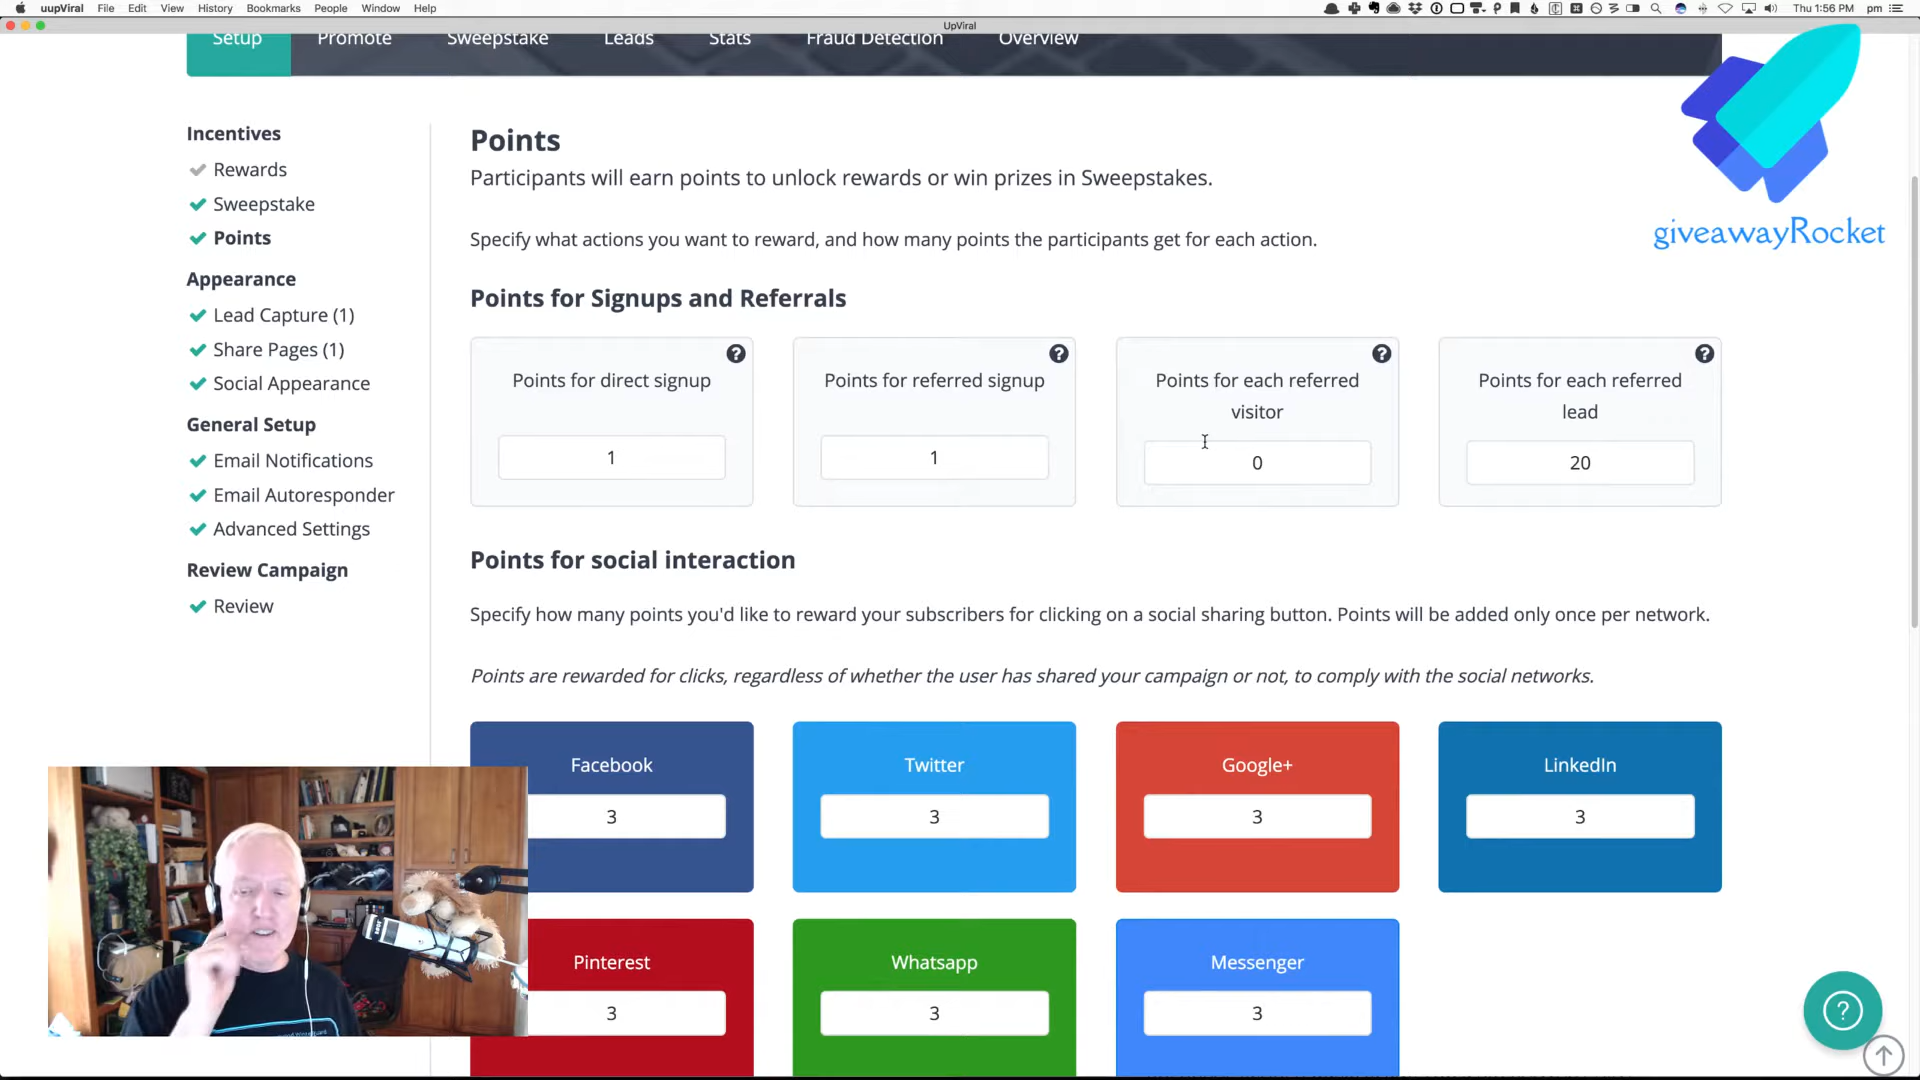 uupViral File Edit View History Bookmarks People Window Help
Thu 1:56 PM pm
UpViral
Setup Promote Sweepstake Leads Stats Fraud Detection Overview
giveawayRocket
Incentives
Rewards
Sweepstake
Points
Appearance
Lead Capture (1)
Share Pages (1)
Social Appearance
General Setup
Email Notifications
Email Autoresponder
Advanced Settings
Review Campaign
Review
Points
Participants will earn points to unlock rewards or win prizes in Sweepstakes.
Specify what actions you want to reward, and how many points the participants get for each action.
Points for Signups and Referrals
Points for direct signup
1
Points for referred signup
1
Points for each referred
visitor
0
Points for each referred
lead
20
Points for social interaction
Specify how many points you'd like to reward your subscribers for clicking on a social sharing button. Points will be added only once per network.
Points are rewarded for clicks, regardless of whether the user has shared your campaign or not, to comply with the social networks.
Facebook
3
Twitter
3
Google+
3
LinkedIn
3
Pinterest
3
Whatsapp
3
Messenger
3